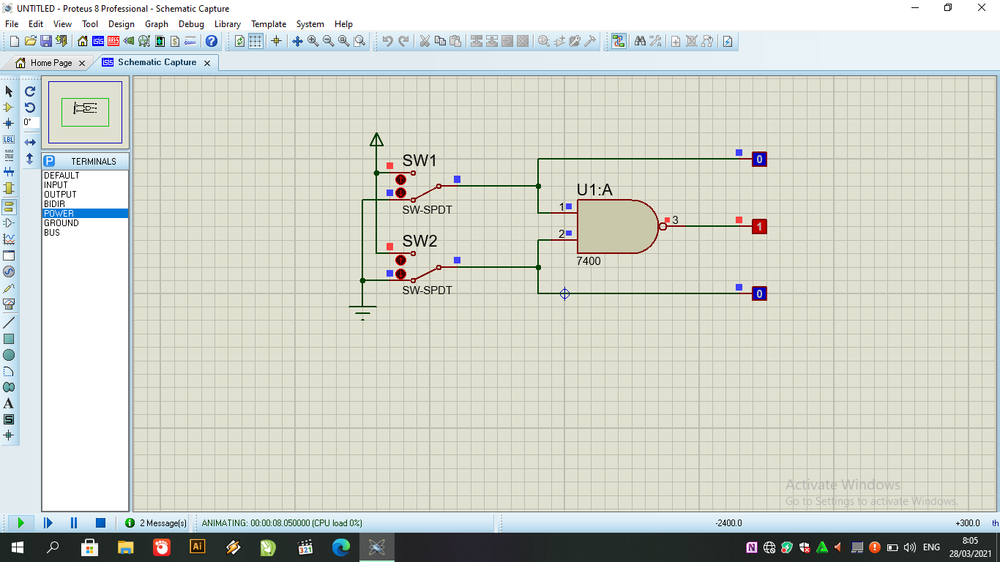 UNTITLED - Proteus 8 Professional - Schematic Capture
File Edit View Tool Design Graph Debug Library Template System Help
Home Page
Schematic Capture
0°
LBL
P TERMINALS
DEFAULT
INPUT
OUTPUT
BIDIR
POWER
GROUND
BUS
A
S
SW1
SW-SPDT
SW2
SW-SPDT
U1:A
1
2
3
7400
0
1
0
Activate Windows
Go to Settings to activate Windows.
2 Message(s)
ANIMATING: 00:00:08.050000 (CPU load 0%)
-2400.0
+300.0
th
Ai
321
N
ENG
8:05
28/03/2021